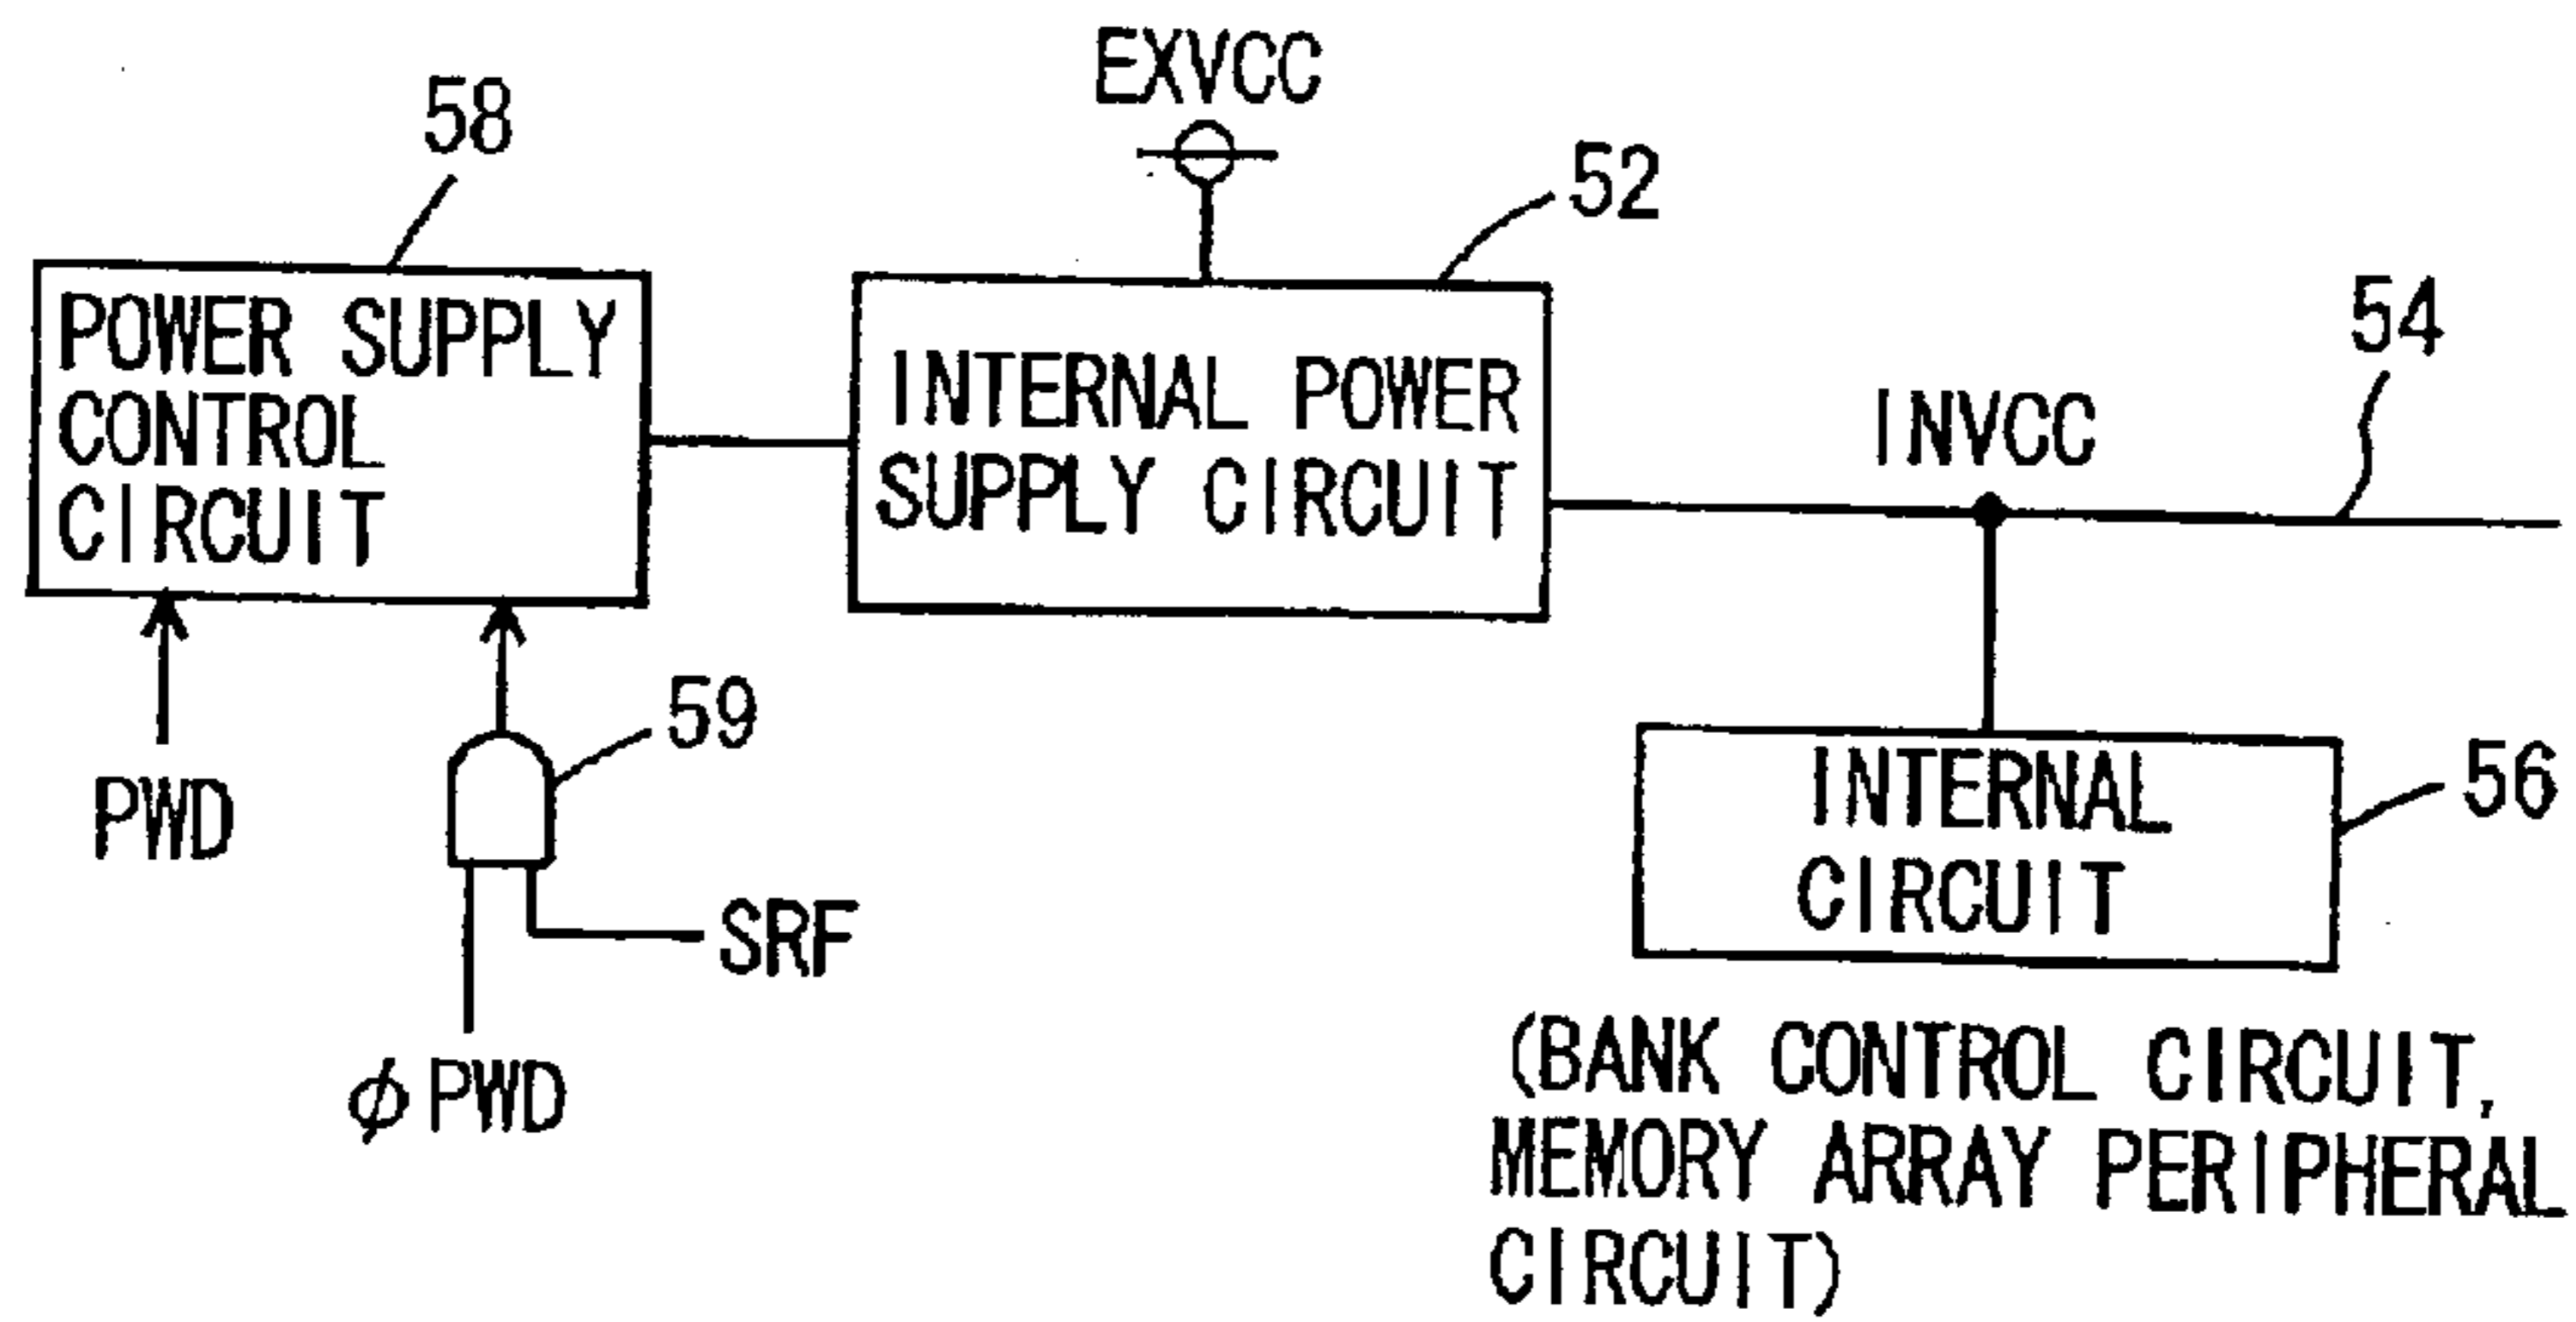 EXVCC
58
52
POWER SUPPLY
CONTROL
CIRCUIT
INTERNAL POWER
SUPPLY CIRCUIT
54
INVCC
PWD
59
SRF
φPWD
INTERNAL
CIRCUIT
56
(BANK CONTROL CIRCUIT,
MEMORY ARRAY PERIPHERAL
CIRCUIT)